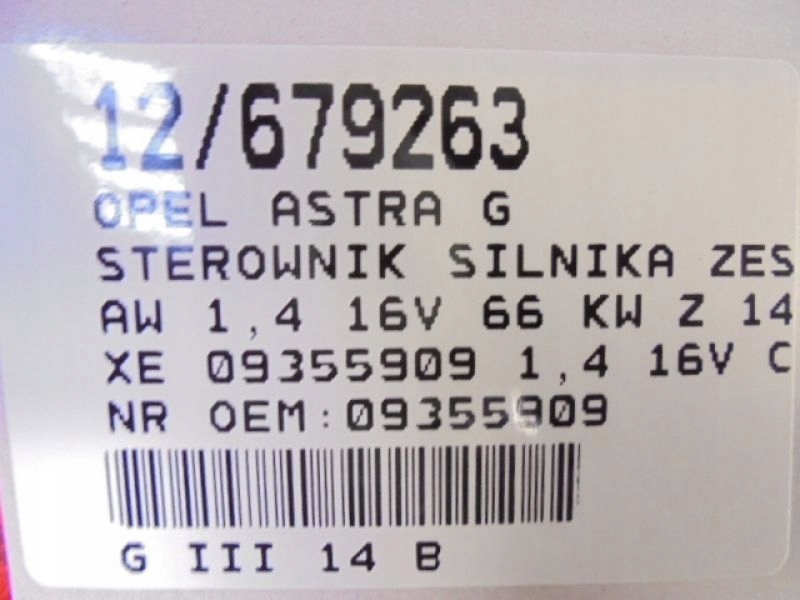 12/679263
OPEL ASTRA G
STEROWNIK SILNIKA ZES
AW 1,4 16V 66 KW Z 14
XE 09355909 1,4 16V C
NR OEM:09355909
G III 14 B